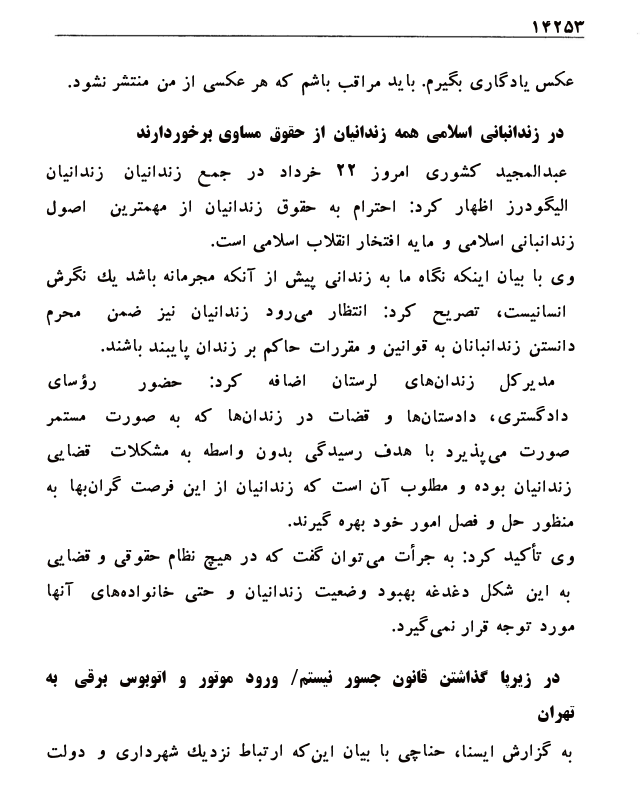 ۱۴۲۵۳
عکس یادگاری بگیرم. باید مراقب باشم که هر عکسی از من منتشر نشود.
در زندانبانی اسلامی همه زندانیان از حقوق مساوی برخوردارند
عبدالمجید کشوری امروز ۲۲ خرداد در جمع زندانیان زندانیان
الیگودرز اظهار کرد: احترام به حقوق زندانیان از مهمترین اصول
زندانبانی اسلامی و مایه افتخار انقلاب اسلامی است.
وی با بیان اینکه نگاه ما به زندانی پیش از آنکه مجرمانه باشد یك نگرش
انسانیست، تصریح کرد: انتظار می‌رود زندانیان نیز ضمن محرم
دانستن زندانبانان به قوانین و مقررات حاکم بر زندان پایبند باشند.
مدیرکل زندان‌های لرستان اضافه کرد: حضور رؤسای
دادگستری، دادستان‌ها و قضات در زندان‌ها که به صورت مستمر
صورت می‌پذیرد با هدف رسیدگی بدون واسطه به مشکلات قضایی
زندانیان بوده و مطلوب آن است که زندانیان از این فرصت گران‌بها به
منظور حل و فصل امور خود بهره گیرند.
وی تأکید کرد: به جرأت می‌توان گفت که در هیچ نظام حقوقی و قضایی
به این شکل دغدغه بهبود وضعیت زندانیان و حتی خانواده‌های آنها
مورد توجه قرار نمی‌گیرد.
در زیرپا گذاشتن قانون جسور نیستم/ ورود موتور و اتوبوس برقی به
تهران
به گزارش ایسنا، حناچی با بیان این‌که ارتباط نزدیك شهرداری و دولت